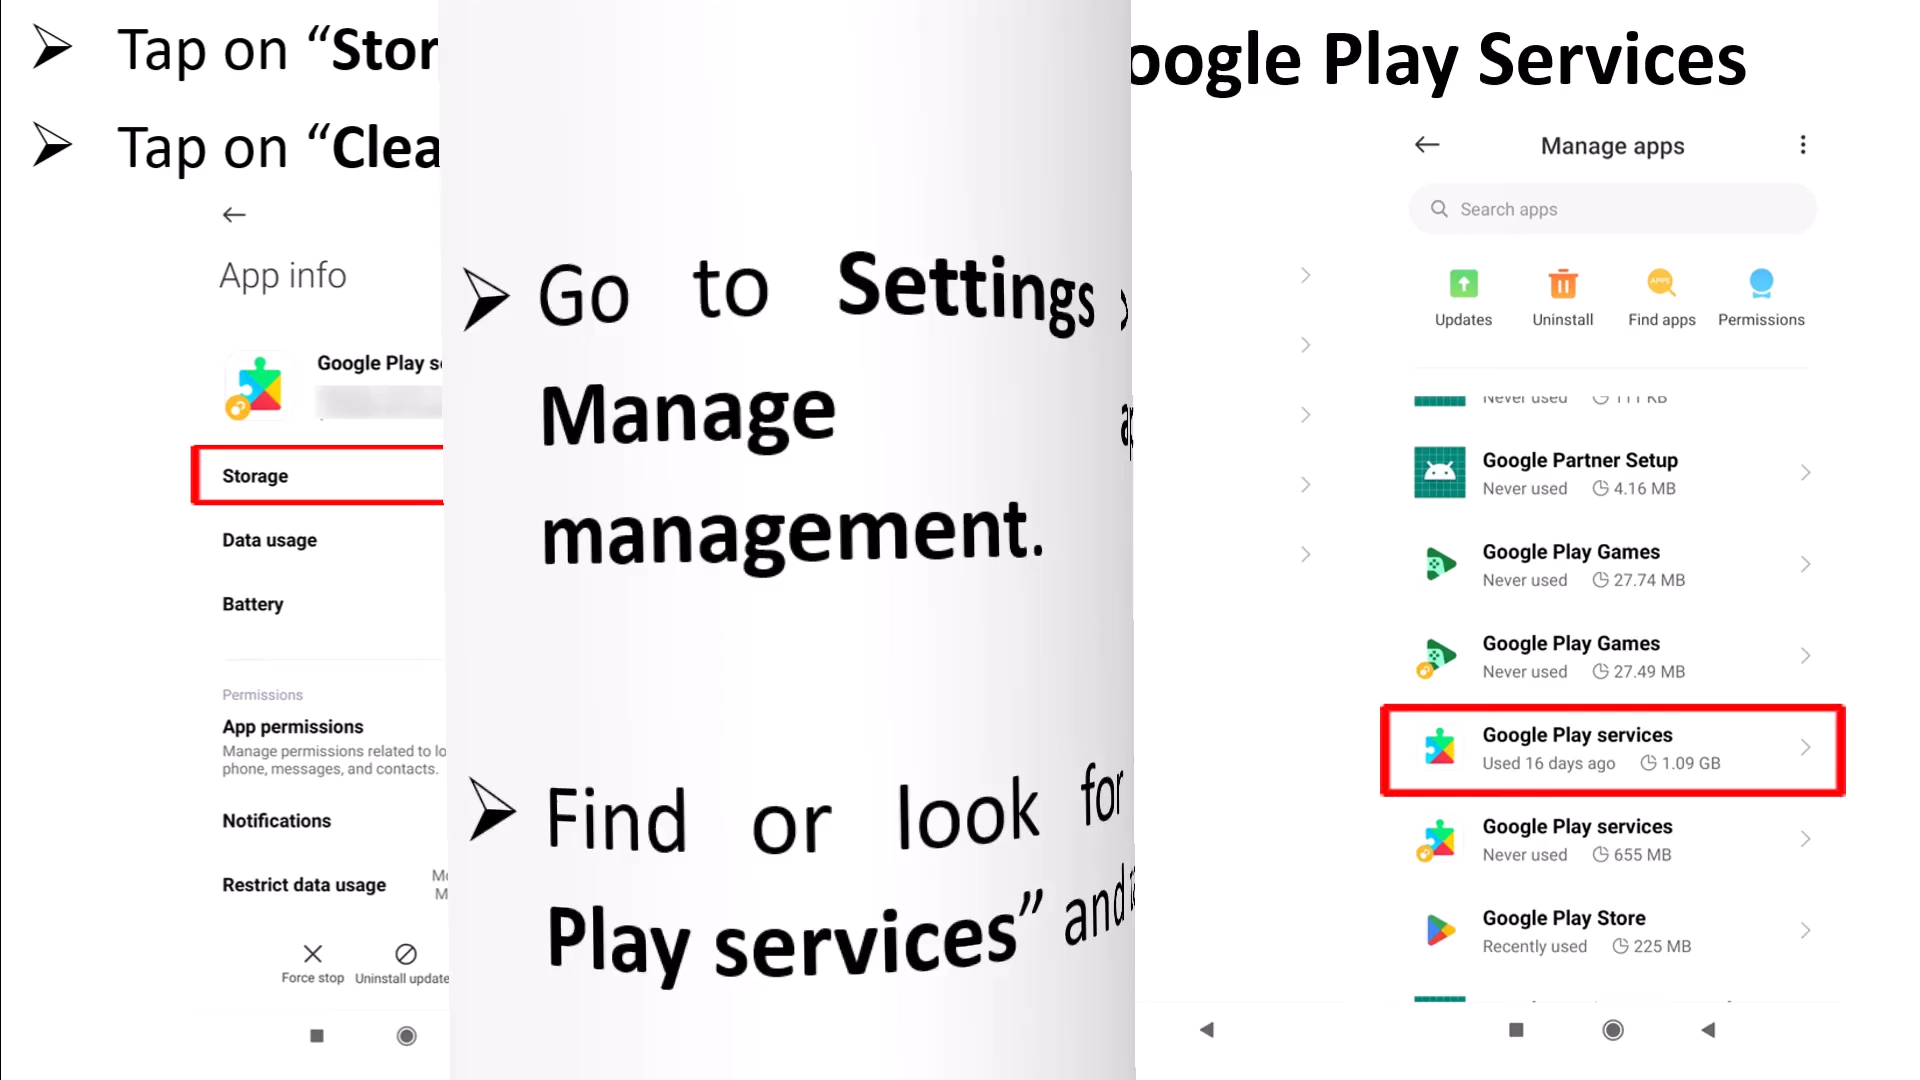 Tap on “Stor
Tap on “Clea
App info
Google Play s
Storage
Data usage
Battery
Permissions
App permissions
Manage permissions related to lo
phone, messages, and contacts.
Notifications
Restrict data usage
Force stop Uninstall update
Go to Settings >
Manage
management.
Find or look for
Play services” and
oogle Play Services
Manage apps
Search apps
Updates Uninstall Find apps Permissions
Never used 111 KB
Google Partner Setup
Never used 4.16 MB
Google Play Games
Never used 27.74 MB
Google Play Games
Never used 27.49 MB
Google Play services
Used 16 days ago 1.09 GB
Google Play services
Never used 655 MB
Google Play Store
Recently used 225 MB